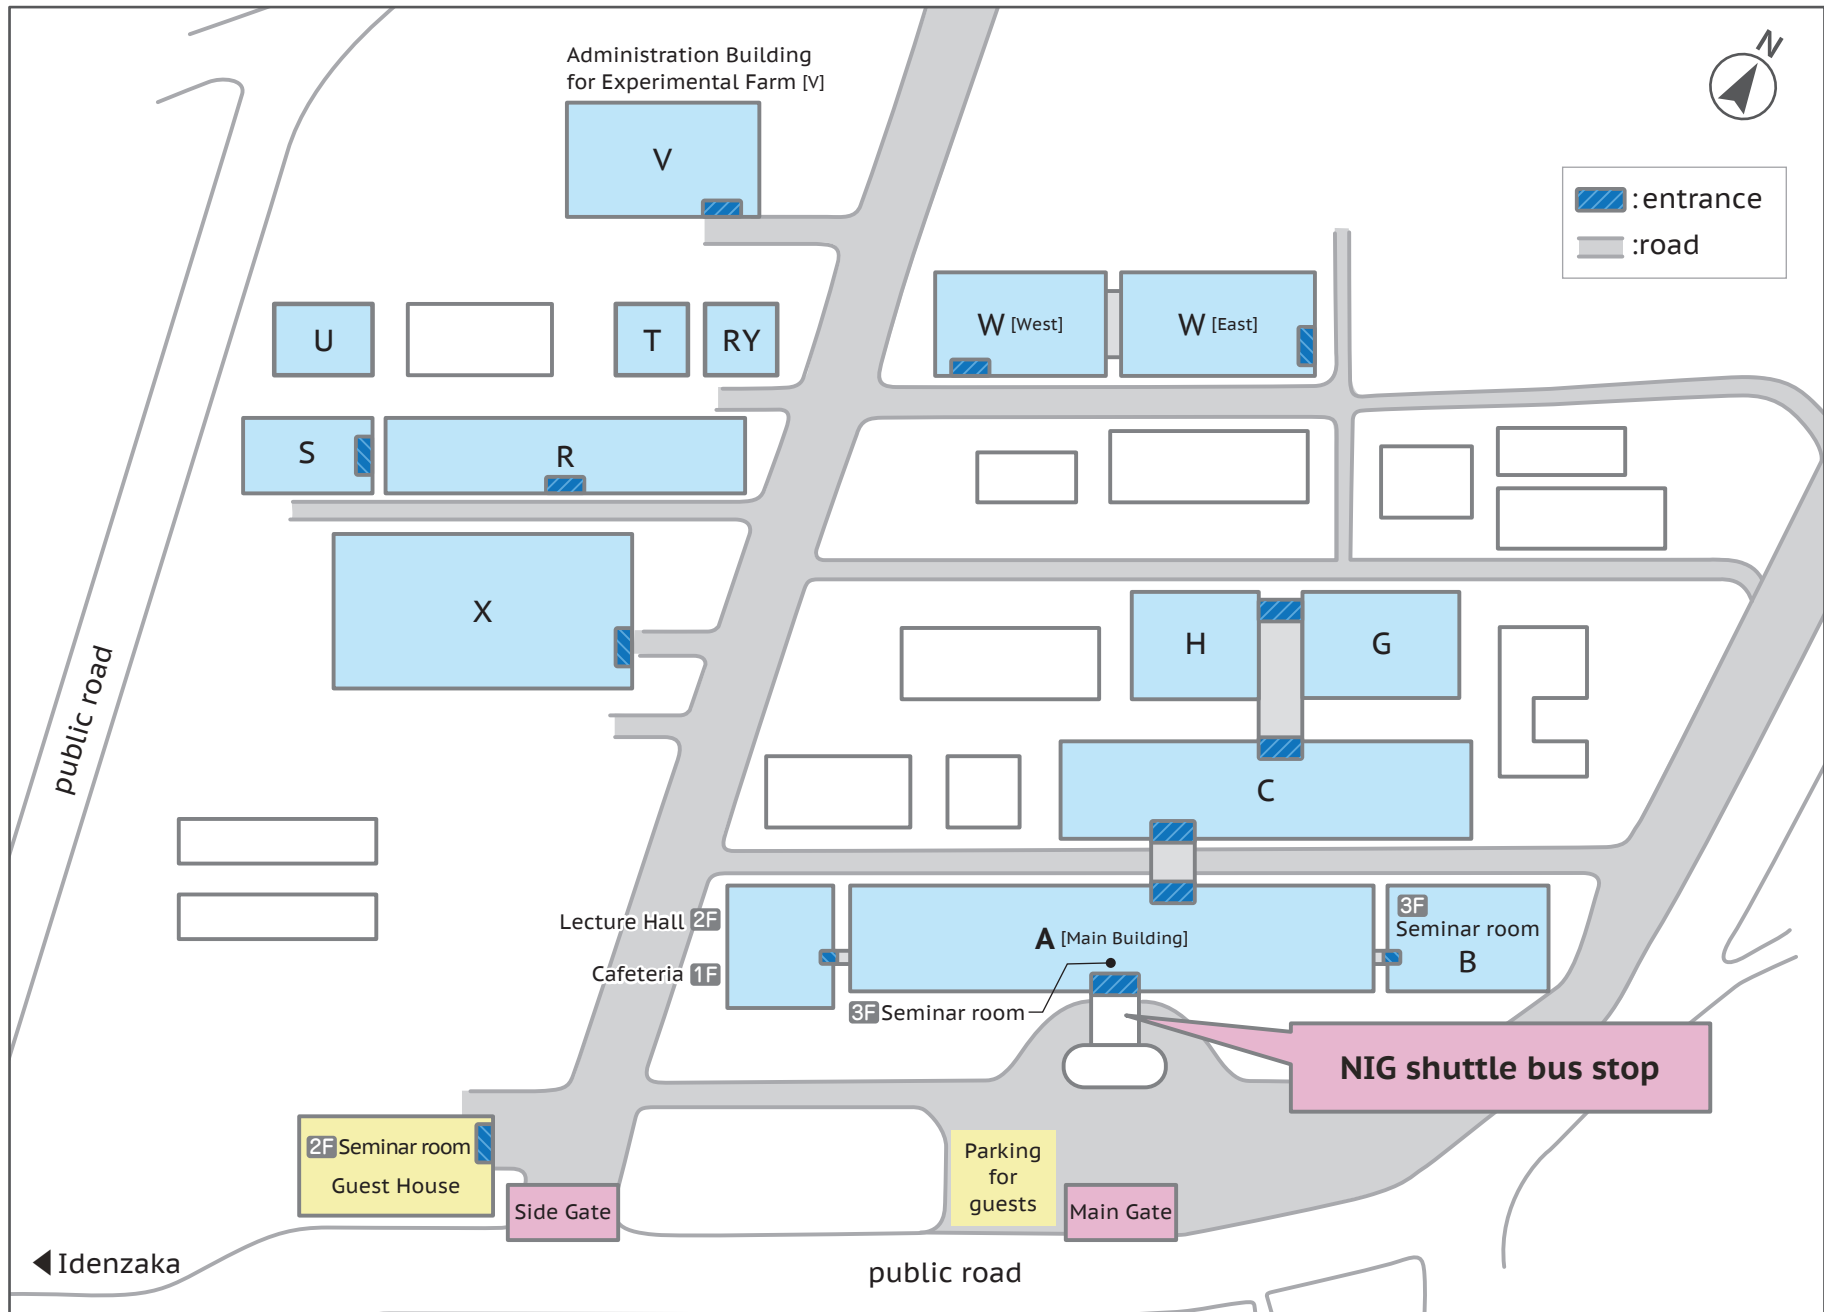 Administration Building
for Experimental Farm [V]
N
V
:entrance
:road
U
T
RY
W [West]
W [East]
S
R
X
H
G
public road
C
Lecture Hall 2F
Cafeteria 1F
A [Main Building]
3F Seminar room
3F
Seminar room
B
NIG shuttle bus stop
2F Seminar room
Guest House
Side Gate
Parking
for
guests
Main Gate
Idenzaka
public road